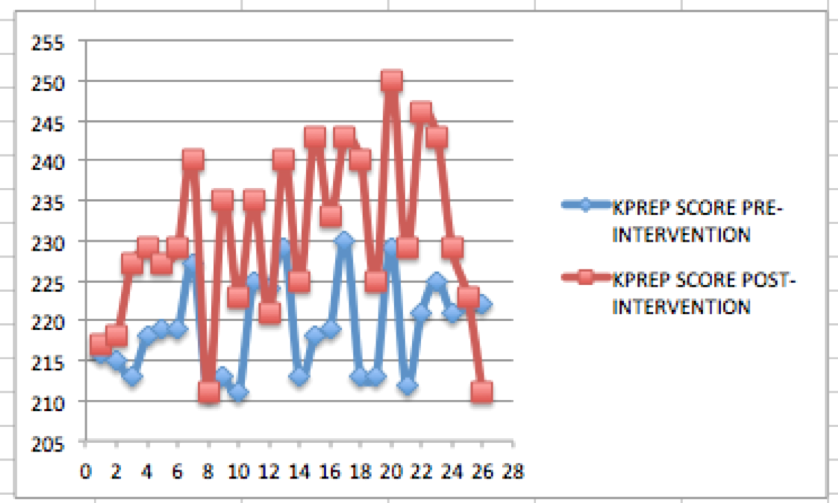 255
250
245
240
235
230
225
220
215
210
205
0 2 4 6 8 10 12 14 16 18 20 22 24 26 28
KPREP SCORE PRE-
INTERVENTION
KPREP SCORE POST-
INTERVENTION